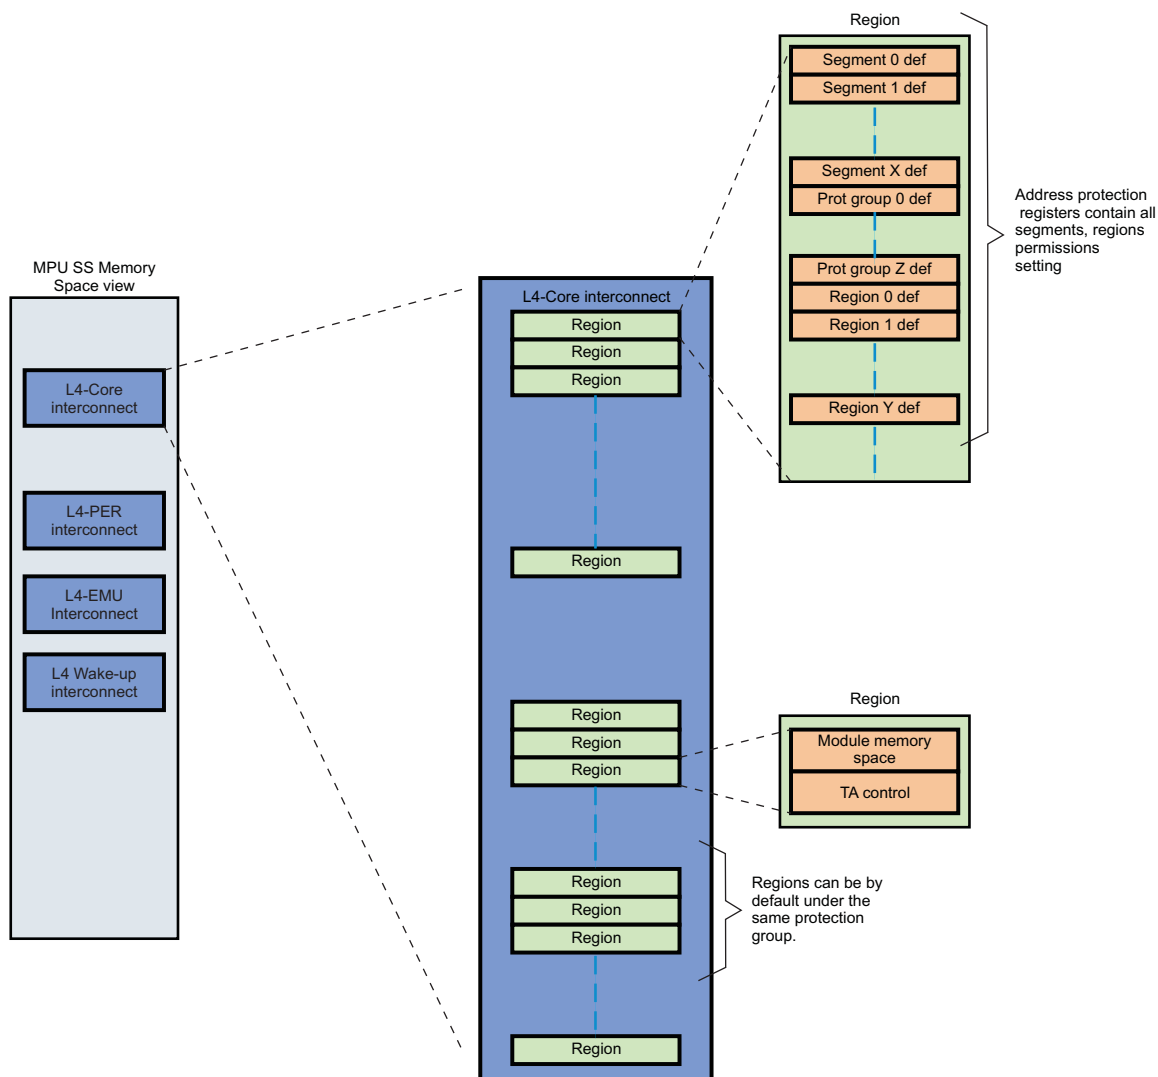 MPU SS Memory
Space view
L4-Core
interconnect
L4-PER
interconnect
L4-EMU
Interconnect
L4 Wake-up
interconnect
L4-Core interconnect
Region
Region
Region
Region
Region
Region
Region
Region
Region
Region
Region
Region
Segment 0 def
Segment 1 def
Segment X def
Prot group 0 def
Prot group Z def
Region 0 def
Region 1 def
Region Y def
Address protection
registers contain all
segments, regions
permissions
setting
Region
Module memory
space
TA control
Regions can be by
default under the
same protection
group.